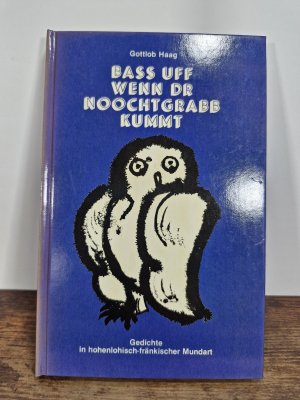 Gottlob Haag
BASS UFF
WENN DR
NOOCHTGRABB
KUMMT
Gedichte
in hohenlohisch-fränkischer Mundart